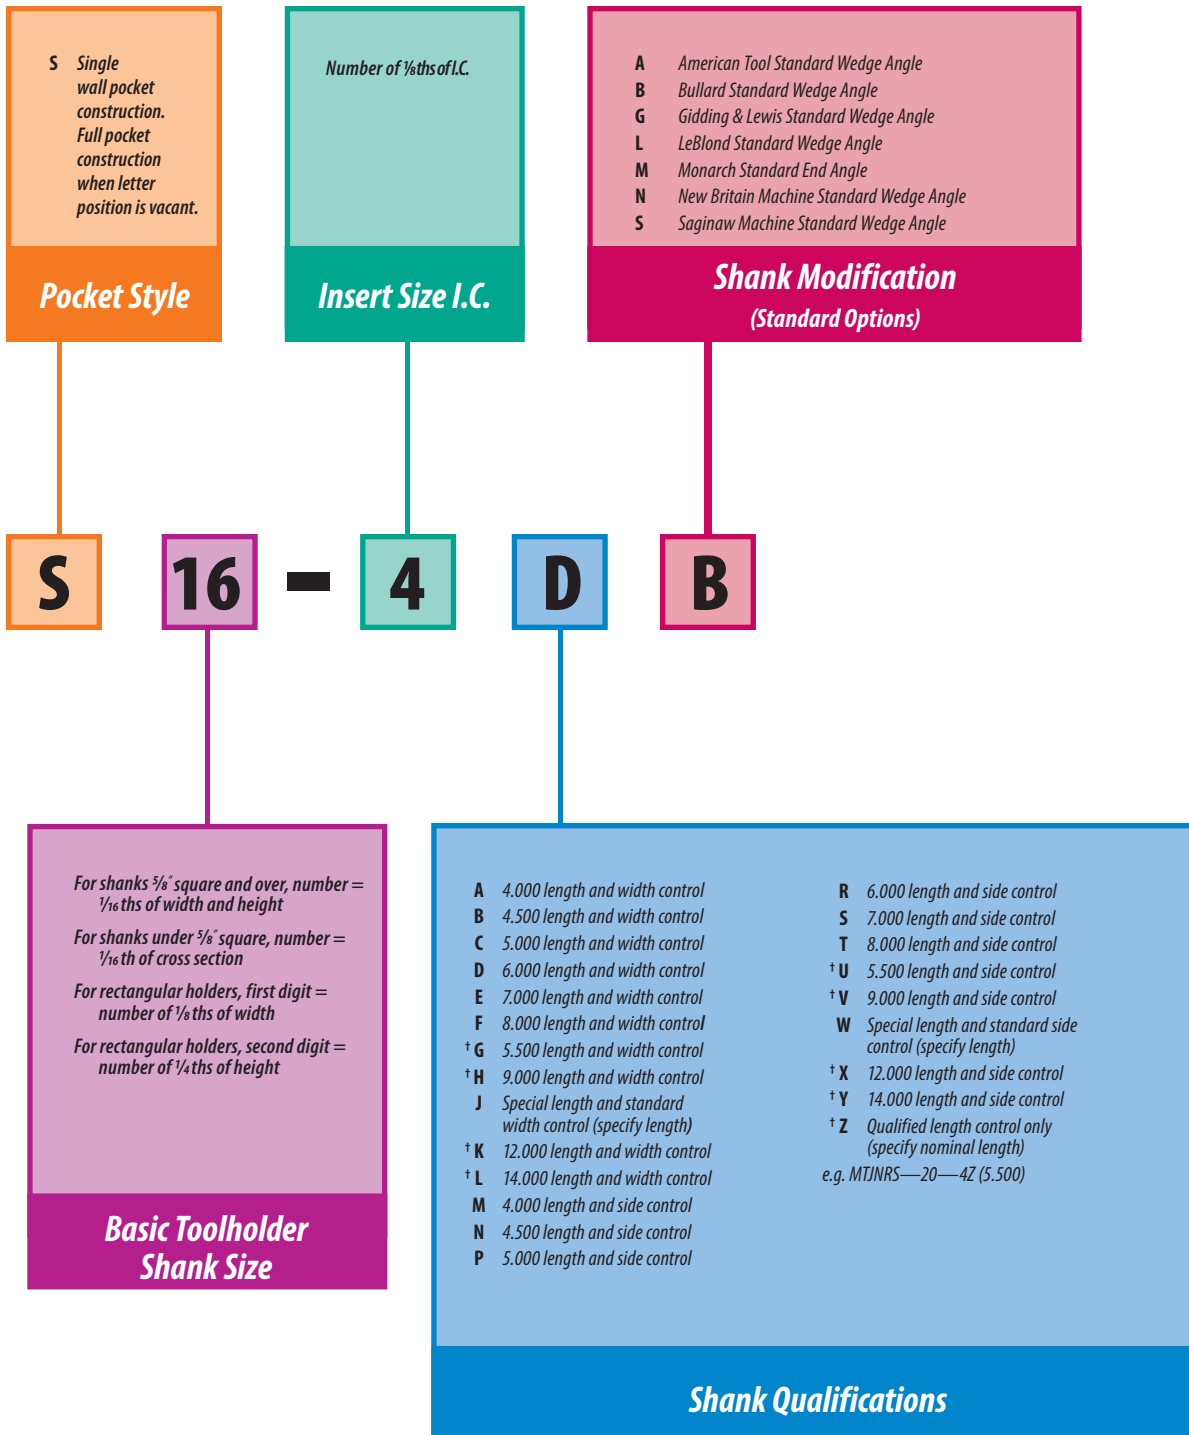 S Single
wall pocket
construction.
Full pocket
construction
when letter
position is vacant.
Pocket Style
Number of ⅛ths of I.C.
Insert Size I.C.
A American Tool Standard Wedge Angle
B Bullard Standard Wedge Angle
G Gidding & Lewis Standard Wedge Angle
L LeBlond Standard Wedge Angle
M Monarch Standard End Angle
N New Britain Machine Standard Wedge Angle
S Saginaw Machine Standard Wedge Angle
Shank Modification
(Standard Options)
S 16 - 4 D B
For shanks 5/8" square and over, number =
1/16 ths of width and height
For shanks under 5/8" square, number =
1/16 th of cross section
For rectangular holders, first digit =
number of 1/8 ths of width
For rectangular holders, second digit =
number of 1/4 ths of height
Basic Toolholder
Shank Size
A 4.000 length and width control
B 4.500 length and width control
C 5.000 length and width control
D 6.000 length and width control
E 7.000 length and width control
F 8.000 length and width control
† G 5.500 length and width control
† H 9.000 length and width control
J Special length and standard
width control (specify length)
† K 12.000 length and width control
† L 14.000 length and width control
M 4.000 length and side control
N 4.500 length and side control
P 5.000 length and side control
R 6.000 length and side control
S 7.000 length and side control
T 8.000 length and side control
† U 5.500 length and side control
† V 9.000 length and side control
W Special length and standard side
control (specify length)
† X 12.000 length and side control
† Y 14.000 length and side control
† Z Qualified length control only
(specify nominal length)
e.g. MTJNRS—20—4Z (5.500)
Shank Qualifications